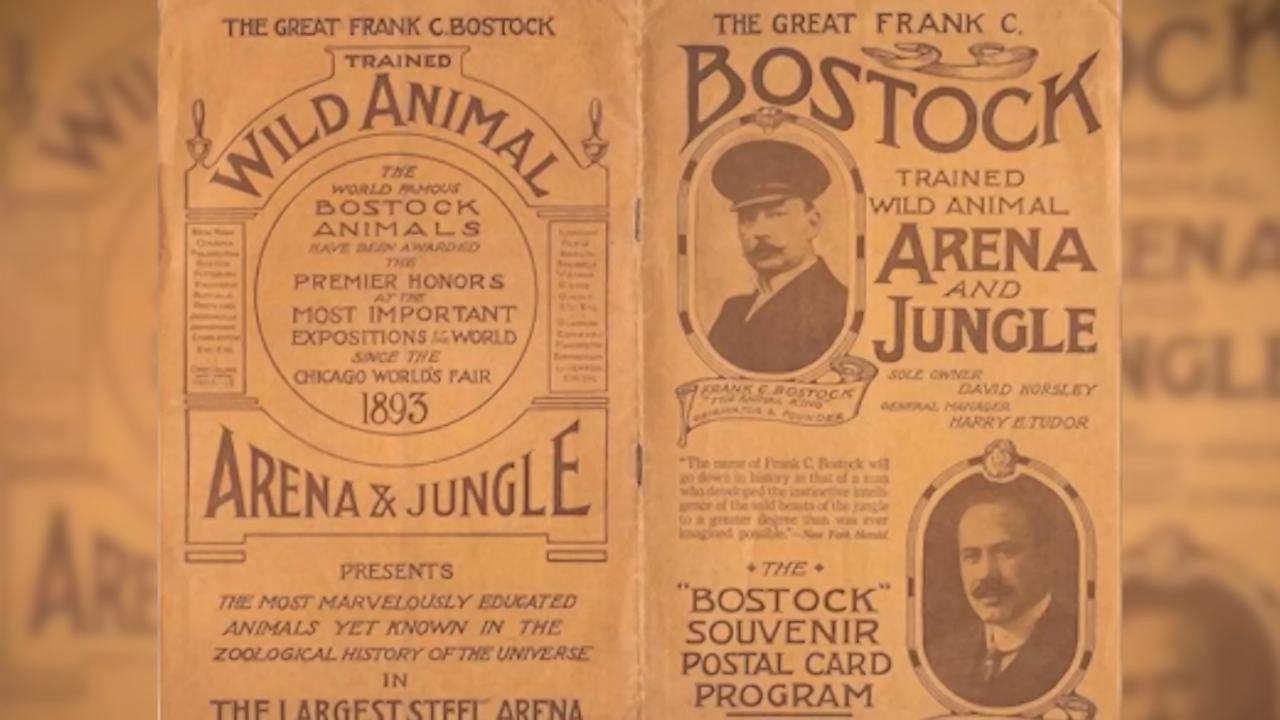 THE GREAT FRANK C. BOSTOCK
TRAINED
WILD ANIMAL
THE
WORLD FAMOUS
BOSTOCK
ANIMALS
HAVE BEEN AWARDED
THE
PREMIER HONORS
AT THE
MOST IMPORTANT
EXPOSITIONS OF THE WORLD
SINCE THE
CHICAGO WORLD'S FAIR
1893
ARENA & JUNGLE
PRESENTS
THE MOST MARVELOUSLY EDUCATED
ANIMALS YET KNOWN IN THE
ZOOLOGICAL HISTORY OF THE UNIVERSE
IN
THE LARGEST STEEL ARENA
THE GREAT FRANK C.
BOSTOCK
TRAINED
WILD ANIMAL
ARENA
AND
JUNGLE
FRANK C. BOSTOCK
"THE ANIMAL KING"
ORIGINATOR & FOUNDER
SOLE OWNER
DAVID HORSLEY
GENERAL MANAGER
HARRY E. TUDOR
"The name of Frank C. Bostock will
go down in history as that of a man
who developed the instinctive intelli-
gence of the wild beasts of the jungle
to a greater degree than was ever
imagined possible."—New York Herald.
THE
"BOSTOCK"
SOUVENIR
POSTAL CARD
PROGRAM